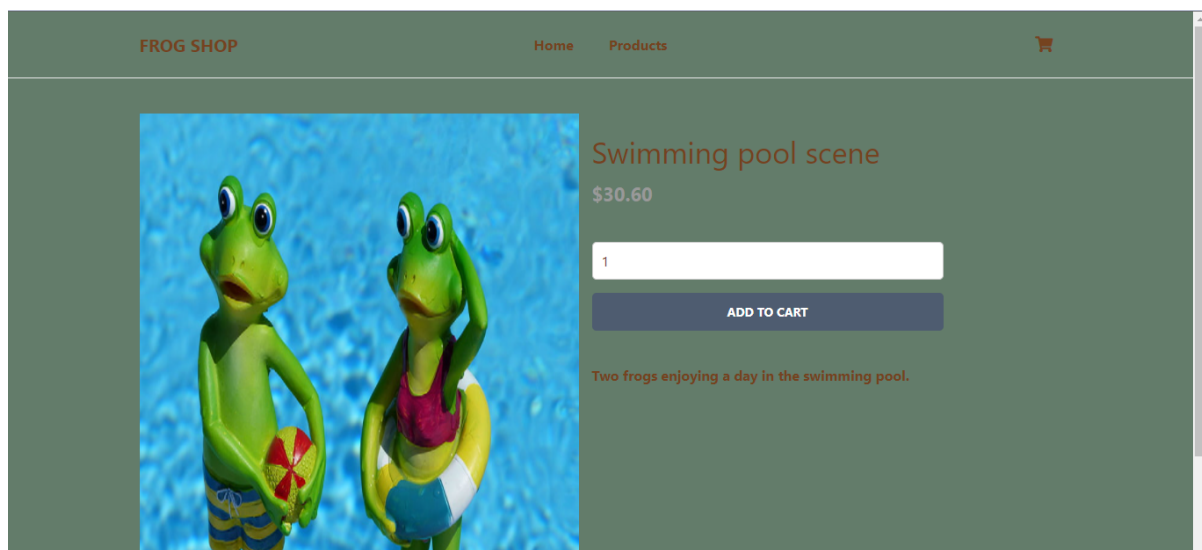 FROG SHOP
Home Products
Swimming pool scene
$30.60
1
ADD TO CART
Two frogs enjoying a day in the swimming pool.